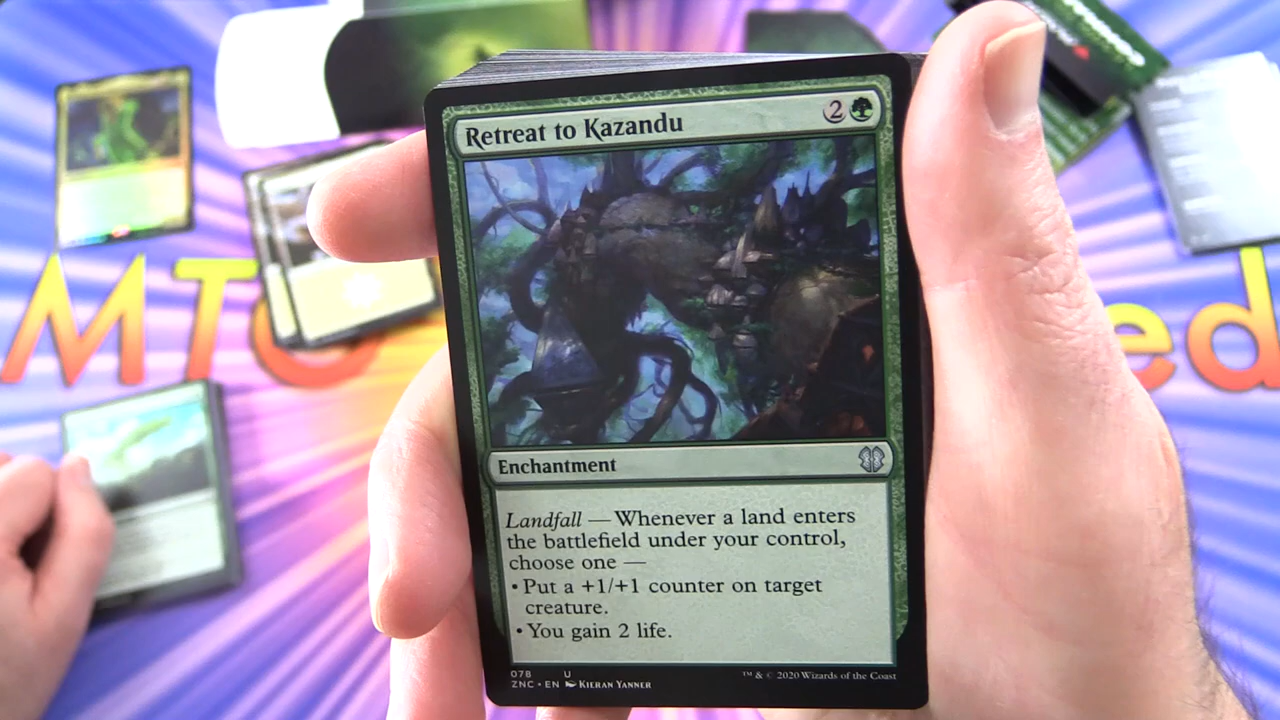 Retreat to Kazandu 2
MTG ed
Enchantment
Landfall — Whenever a land enters
the battlefield under your control,
choose one —
• Put a +1/+1 counter on target
creature.
• You gain 2 life.
078 U
ZNC • EN Kieran Yanner
™ & © 2020 Wizards of the Coast